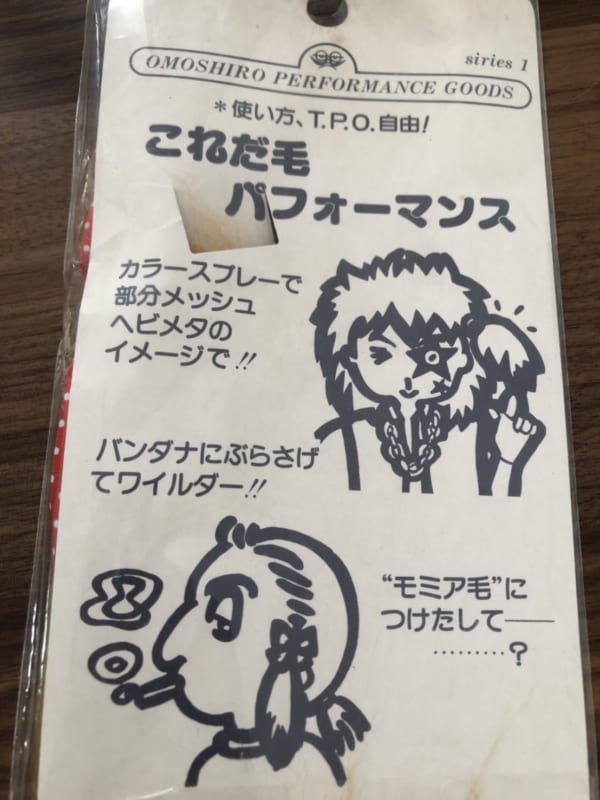 siries 1
OMOSHIRO PERFORMANCE GOODS
*使い方、T.P.O.自由!
これだ毛
パフォーマンス
カラースプレーで
部分メッシュ
ヘビメタの
イメージで!!
バンダナにぶらさげ
てワイルダー!!
“モミア毛”に
つけたして——
………?